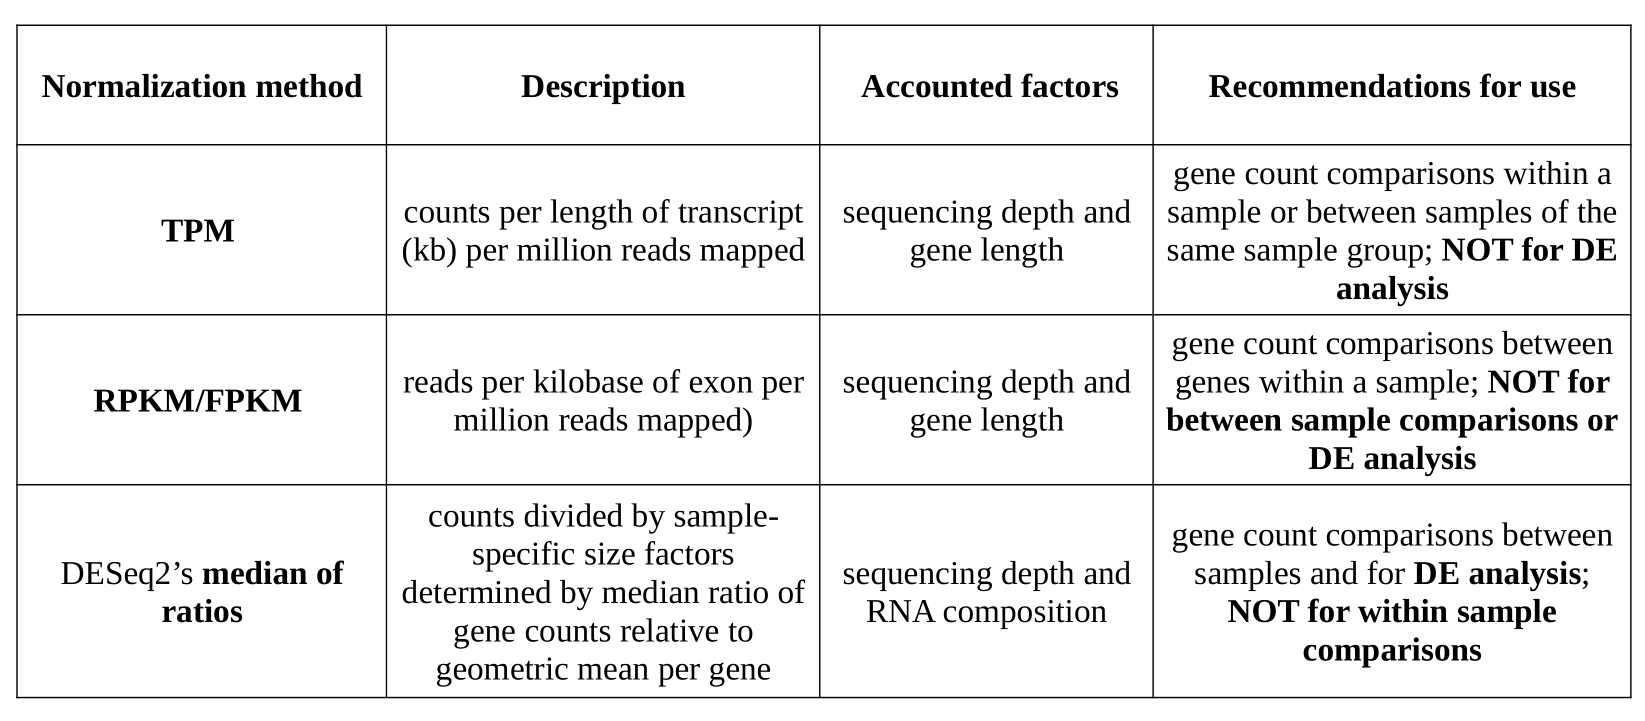 Normalization method
Description
Accounted factors
Recommendations for use
TPM
counts per length of transcript
(kb) per million reads mapped
sequencing depth and
gene length
gene count comparisons within a
sample or between samples of the
same sample group; NOT for DE
analysis
RPKM/FPKM
reads per kilobase of exon per
million reads mapped)
sequencing depth and
gene length
gene count comparisons between
genes within a sample; NOT for
between sample comparisons or
DE analysis
DESeq2’s median of
ratios
counts divided by sample-
specific size factors
determined by median ratio of
gene counts relative to
geometric mean per gene
sequencing depth and
RNA composition
gene count comparisons between
samples and for DE analysis;
NOT for within sample
comparisons